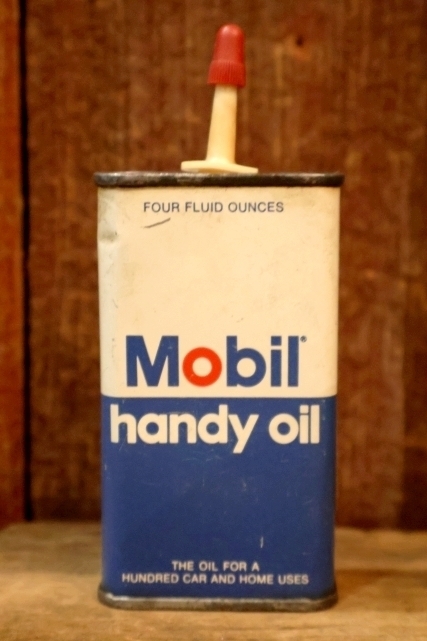 FOUR FLUID OUNCES
Mobil®
handy oil
THE OIL FOR A
HUNDRED CAR AND HOME USES